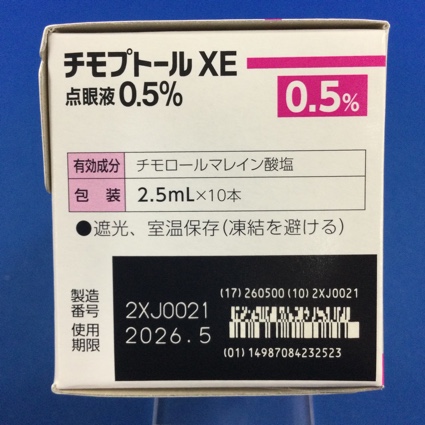 チモプトール XE
点眼液 0.5%
0.5%
有効成分 チモロールマレイン酸塩
包装 2.5mL×10本
●遮光、室温保存(凍結を避ける)
製造番号 2XJ0021
使用期限 2026.5
(17) 260500 (10) 2XJ0021
(01) 14987084232523